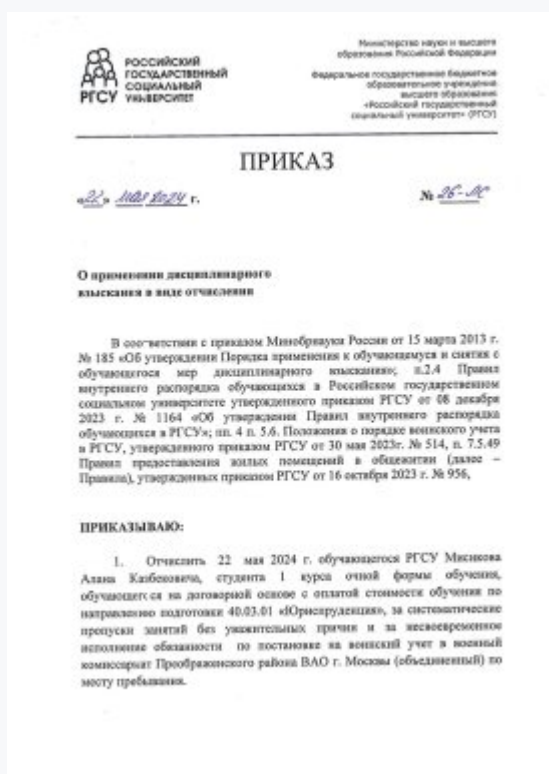 РОССИЙСКИЙ
ГОСУДАРСТВЕННЫЙ
СОЦИАЛЬНЫЙ
РГСУ УНИВЕРСИТЕТ
Министерство науки и высшего
образования Российской Федерации
Федеральное государственное бюджетное
образовательное учреждение
высшего образования
«Российский государственный
социальный университет» (РГСУ)
ПРИКАЗ
«22» мая 2024 г.
№ 26-ЛС
О применении дисциплинарного
взыскания в виде отчисления
В соответствии с приказом Минобрнауки России от 15 марта 2013 г.
№ 185 «Об утверждении Порядка применения к обучающемуся и снятия с
обучающегося мер дисциплинарного взыскания»; п.2.4 Правил
внутреннего распорядка обучающихся в Российском государственном
социальном университете утвержденного приказом РГСУ от 08 декабря
2023 г. № 1164 «Об утверждении Правил внутреннего распорядка
обучающихся в РГСУ»; пп. 4 п. 5.6. Положения о порядке воинского учета
в РГСУ, утвержденного приказом РГСУ от 30 мая 2023г. № 514, п. 7.5.49
Правил предоставления жилых помещений в общежитии (далее –
Правила), утвержденных приказом РГСУ от 16 октября 2023 г. № 956,
ПРИКАЗЫВАЮ:
1. Отчислить 22 мая 2024 г. обучающегося РГСУ Мисикова
Алана Казбековича, студента 1 курса очной формы обучения,
обучающегося на договорной основе с оплатой стоимости обучения по
направлению подготовки 40.03.01 «Юриспруденция», за систематические
пропуски занятий без уважительных причин и за несвоевременное
исполнение обязанности по постановке на воинский учет в военный
комиссариат Преображенского района ВАО г. Москвы (объединенный) по
месту пребывания.